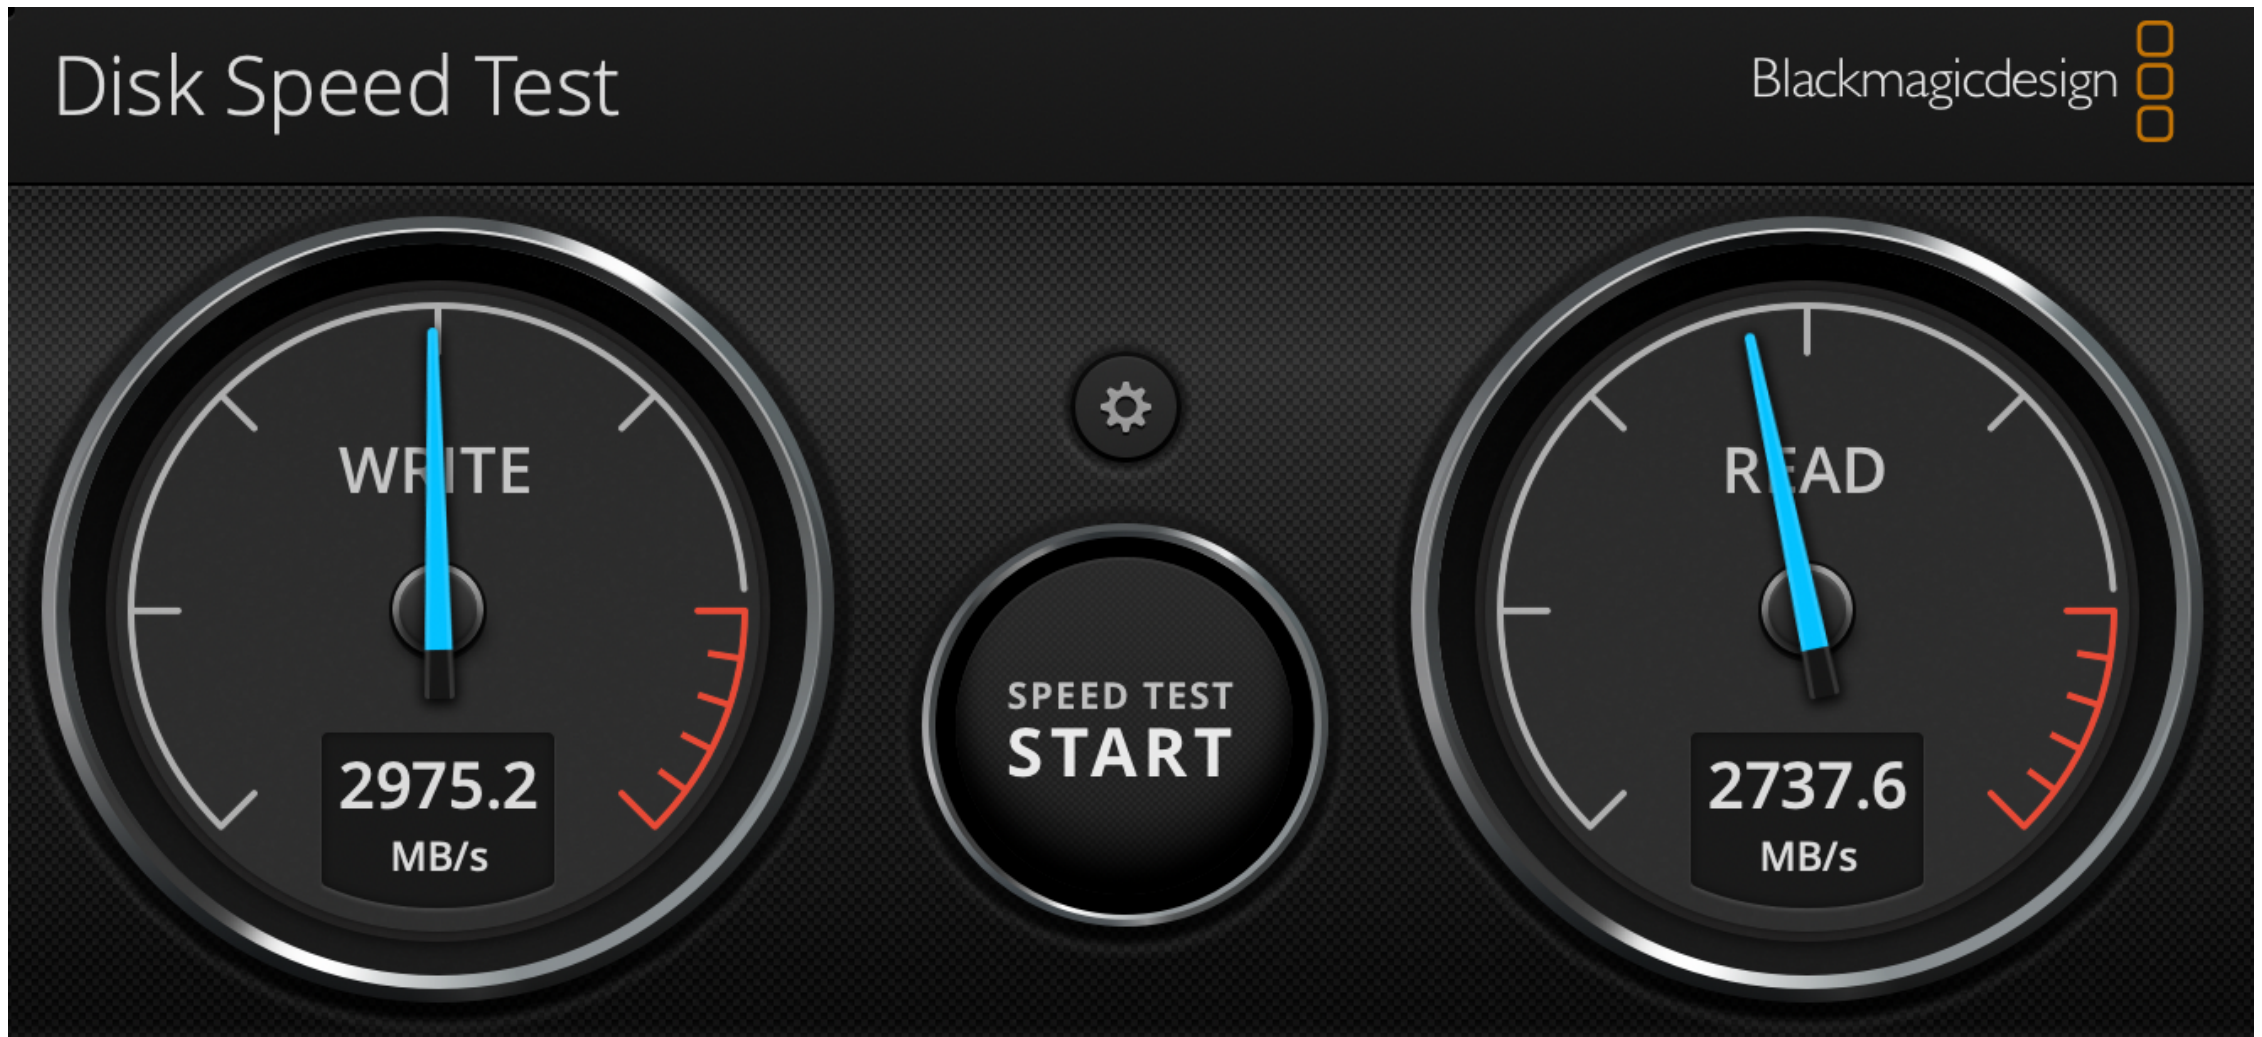 Disk Speed Test
Blackmagicdesign
WRITE
2975.2
MB/s
SPEED TEST
START
READ
2737.6
MB/s